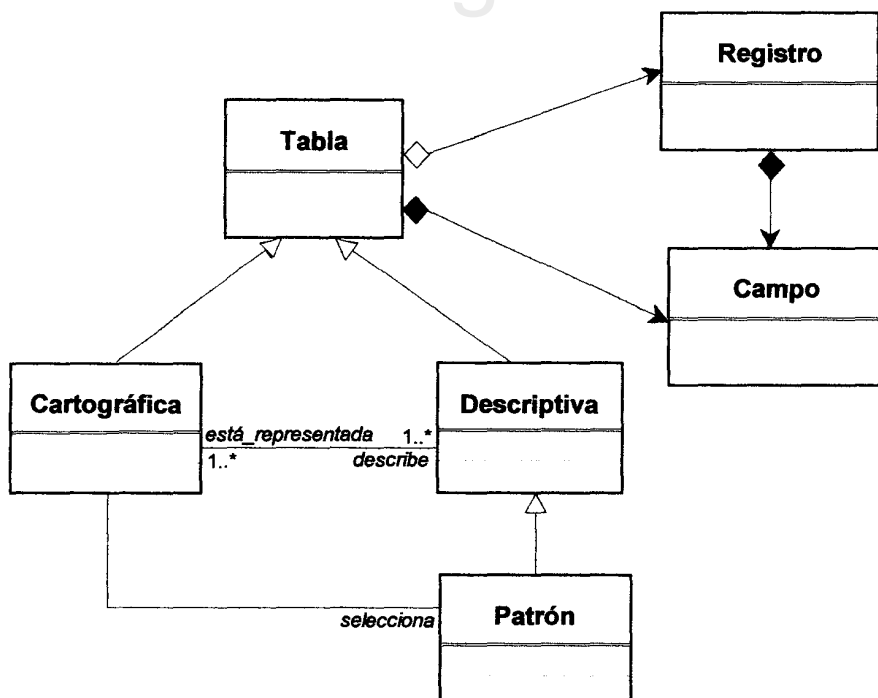 Registro
Tabla
Campo
Cartográfica
Descriptiva
está_representada 1..*
1..* describe
selecciona
Patrón